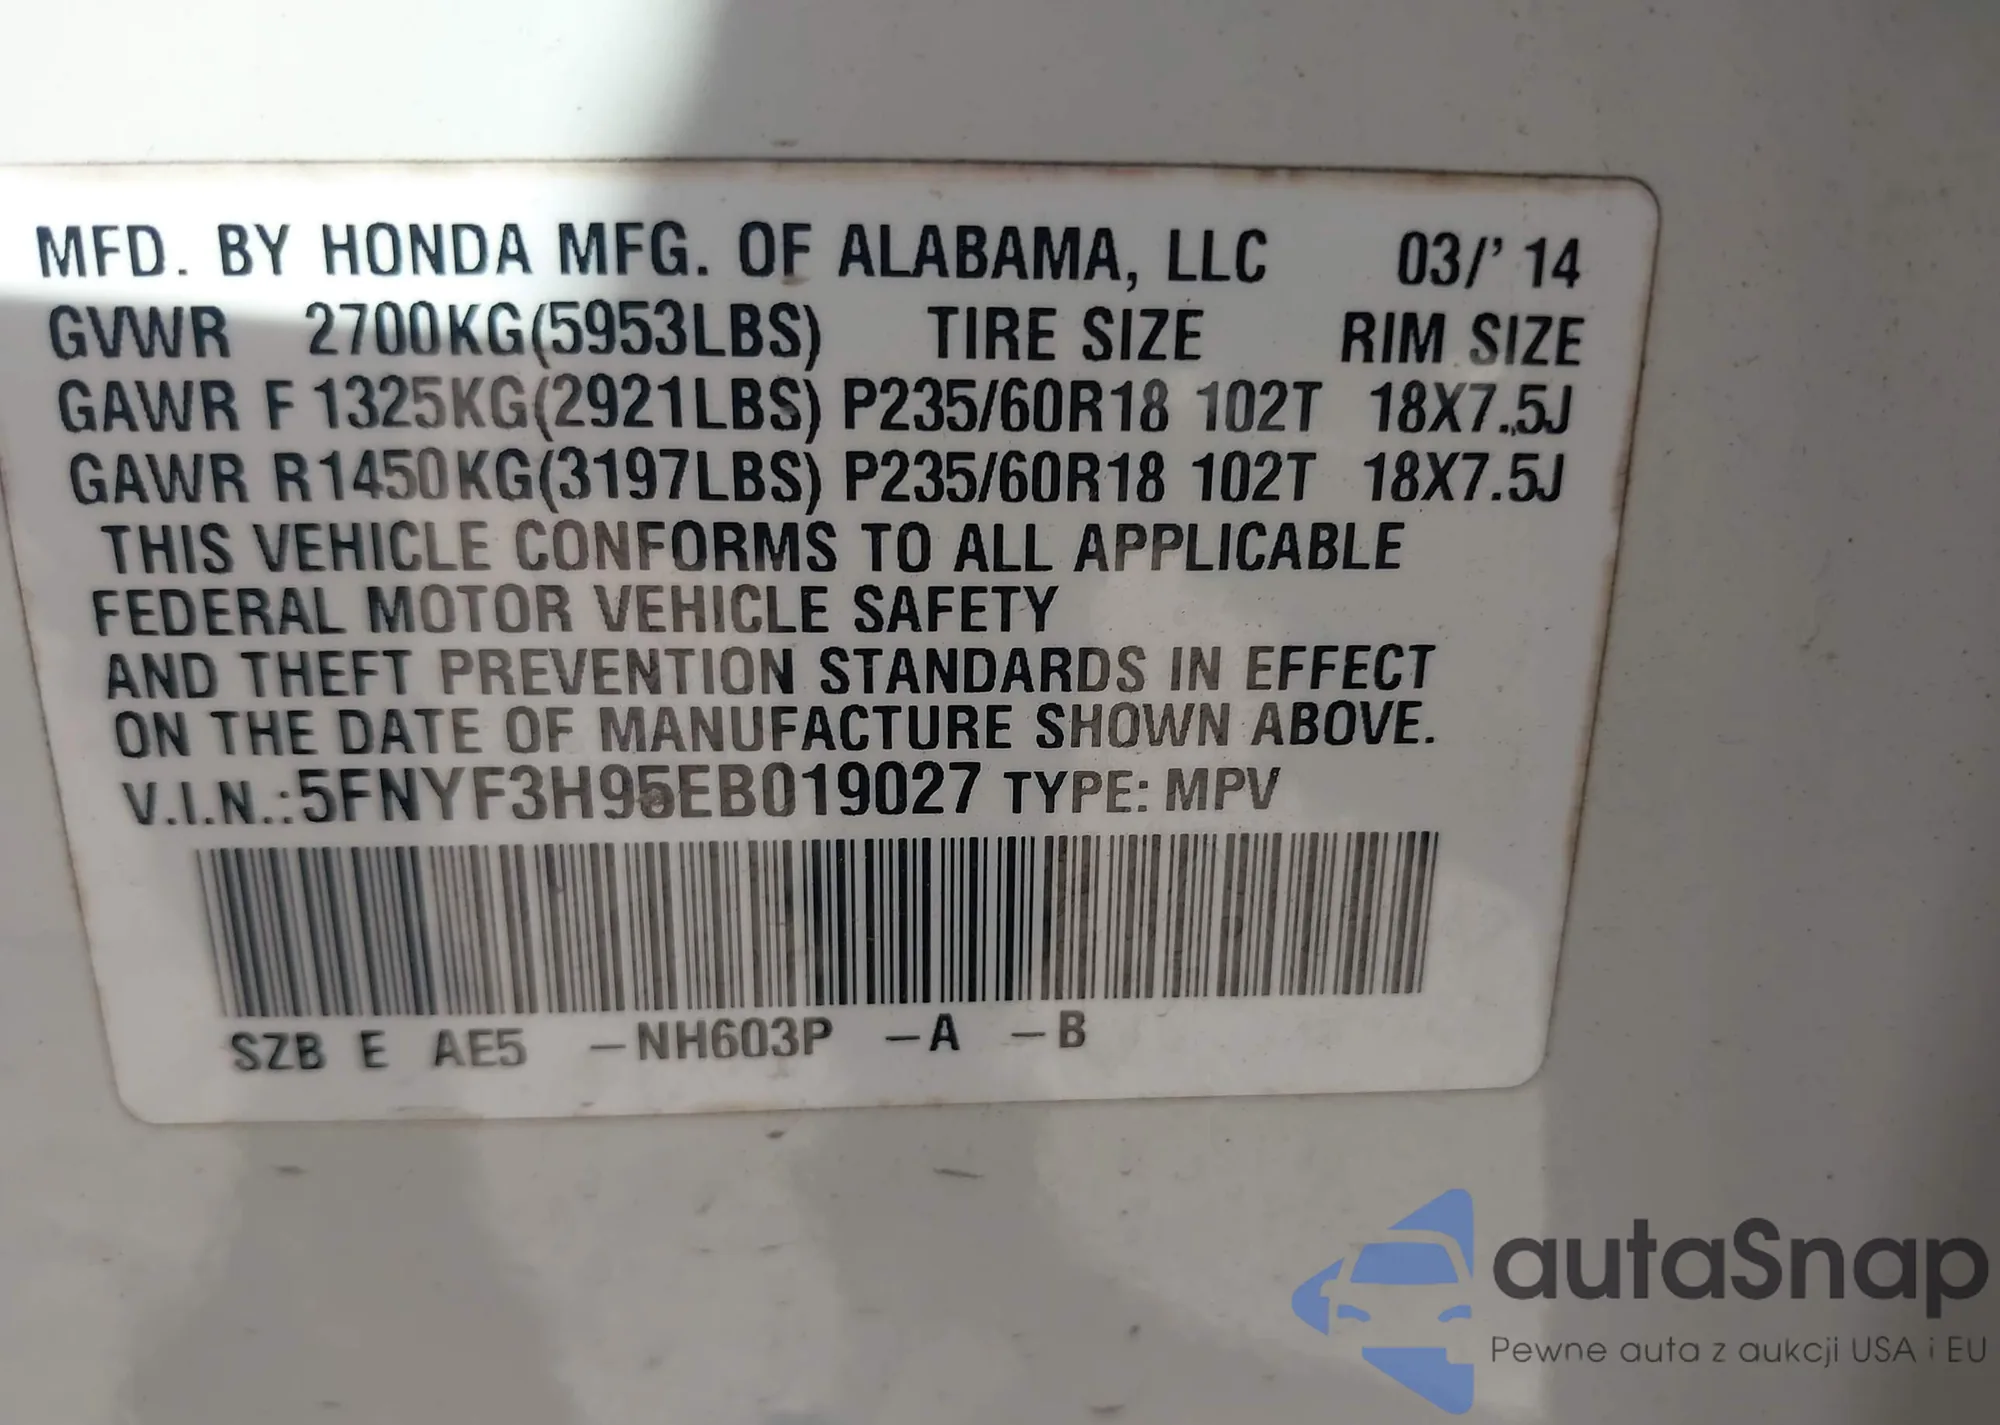 MFD. BY HONDA MFG. OF ALABAMA, LLC 03/'14
GVWR 2700KG(5953LBS) TIRE SIZE RIM SIZE
GAWR F 1325KG(2921LBS) P235/60R18 102T 18X7.5J
GAWR R1450KG(3197LBS) P235/60R18 102T 18X7.5J
THIS VEHICLE CONFORMS TO ALL APPLICABLE
FEDERAL MOTOR VEHICLE SAFETY
AND THEFT PREVENTION STANDARDS IN EFFECT
ON THE DATE OF MANUFACTURE SHOWN ABOVE.
V.I.N.:5FNYF3H95EB019027 TYPE: MPV
SZB E AE5 –NH603P –A –B
autaSnap
Pewne auta z aukcji USA i EU